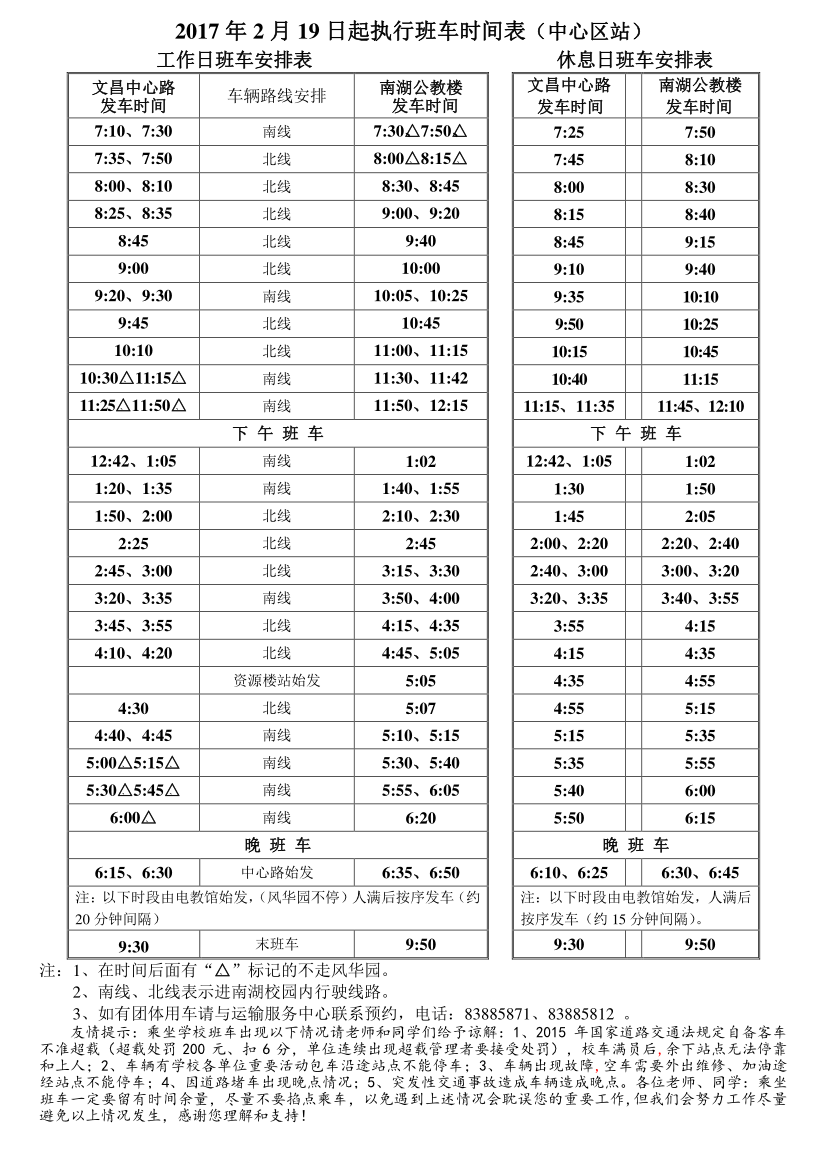 2017 年 2 月 19 日起执行班车时间表（中心区站）
工作日班车安排表
文昌中心路发车时间 车辆路线安排 南湖公教楼发车时间
7:10、7:30 南线 7:30△7:50△
7:35、7:50 北线 8:00△8:15△
8:00、8:10 北线 8:30、8:45
8:25、8:35 北线 9:00、9:20
8:45 北线 9:40
9:00 北线 10:00
9:20、9:30 南线 10:05、10:25
9:45 北线 10:45
10:10 北线 11:00、11:15
10:30△11:15△ 南线 11:30、11:42
11:25△11:50△ 南线 11:50、12:15
下 午 班 车
12:42、1:05 南线 1:02
1:20、1:35 南线 1:40、1:55
1:50、2:00 北线 2:10、2:30
2:25 北线 2:45
2:45、3:00 北线 3:15、3:30
3:20、3:35 南线 3:50、4:00
3:45、3:55 北线 4:15、4:35
4:10、4:20 北线 4:45、5:05
资源楼站始发 5:05
4:30 北线 5:07
4:40、4:45 南线 5:10、5:15
5:00△5:15△ 南线 5:30、5:40
5:30△5:45△ 南线 5:55、6:05
6:00△ 南线 6:20
晚 班 车
6:15、6:30 中心路始发 6:35、6:50
注：以下时段由电教馆始发，（风华园不停）人满后按序发车（约
20 分钟间隔）
9:30 末班车 9:50
休息日班车安排表
文昌中心路发车时间 南湖公教楼发车时间
7:25 7:50
7:45 8:10
8:00 8:30
8:15 8:40
8:45 9:15
9:10 9:40
9:35 10:10
9:50 10:25
10:15 10:45
10:40 11:15
11:15、11:35 11:45、12:10
下 午 班 车
12:42、1:05 1:02
1:30 1:50
1:45 2:05
2:00、2:20 2:20、2:40
2:40、3:00 3:00、3:20
3:20、3:35 3:40、3:55
3:55 4:15
4:15 4:35
4:35 4:55
4:55 5:15
5:15 5:35
5:35 5:55
5:40 6:00
5:50 6:15
晚 班 车
6:10、6:25 6:30、6:45
注：以下时段由电教馆始发，人满后
按序发车（约 15 分钟间隔）。
9:30 9:50
注：1、在时间后面有“△”标记的不走风华园。
2、南线、北线表示进南湖校园内行驶线路。
3、如有团体用车请与运输服务中心联系预约，电话：83885871、83885812 。
友情提示：乘坐学校班车出现以下情况请老师和同学们给予谅解：1、2015 年国家道路交通法规定自备客车
不准超载（超载处罚 200 元、扣 6 分，单位连续出现超载管理者要接受处罚），校车满员后,余下站点无法停靠
和上人；2、车辆有学校各单位重要活动包车沿途站点不能停车；3、车辆出现故障,空车需要外出维修、加油途
经站点不能停车；4、因道路堵车出现晚点情况；5、突发性交通事故造成车辆造成晚点。各位老师、同学：乘坐
班车一定要留有时间余量，尽量不要掐点乘车，以免遇到上述情况会耽误您的重要工作,但我们会努力工作尽量
避免以上情况发生，感谢您理解和支持！